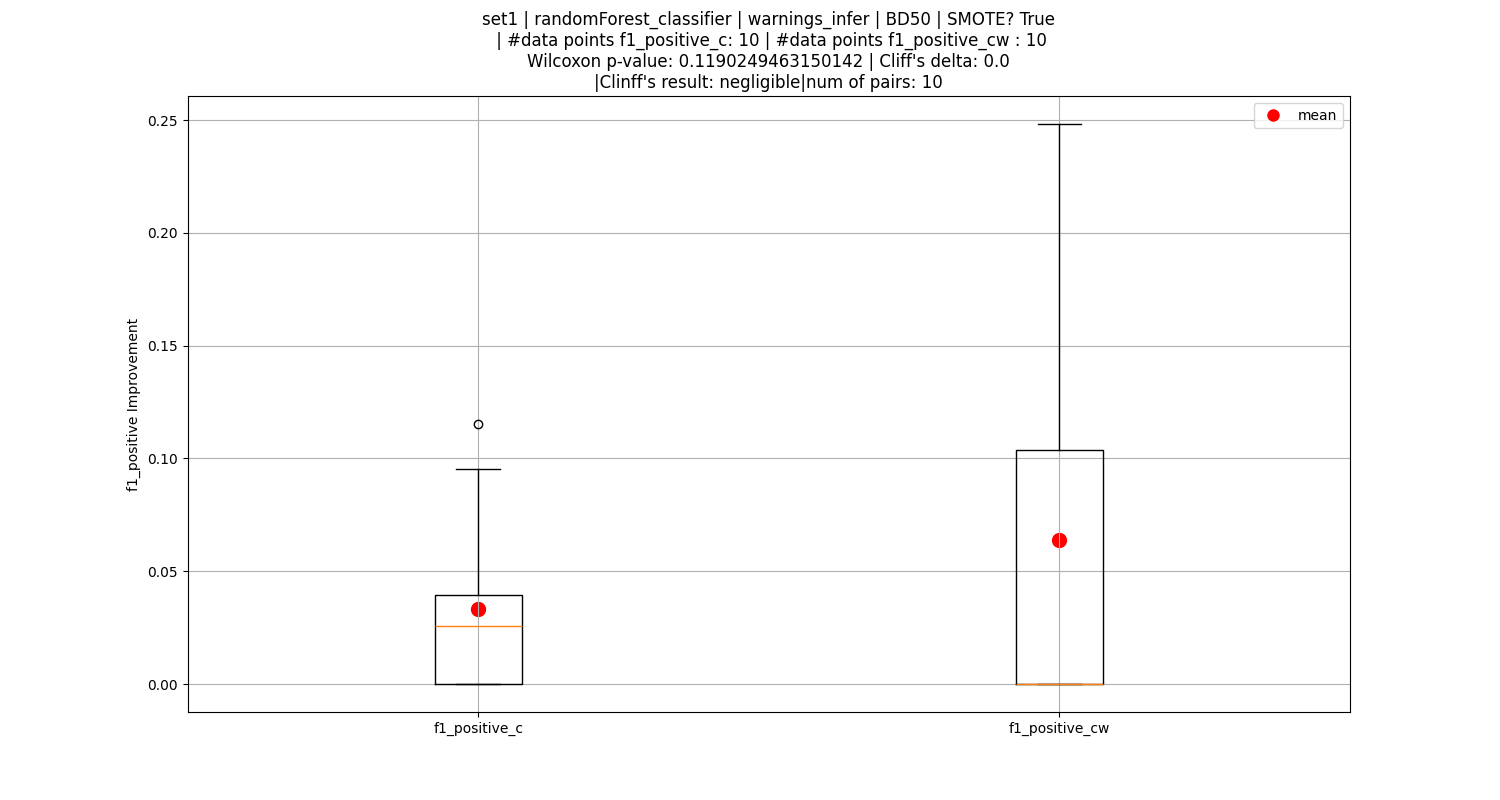 set1 | randomForest_classifier | warnings_infer | BD50 | SMOTE? True
| #data points f1_positive_c: 10 | #data points f1_positive_cw : 10
Wilcoxon p-value: 0.1190249463150142 | Cliff's delta: 0.0
|Clinff's result: negligible|num of pairs: 10
mean
0.25
0.20
0.15
0.10
0.05
0.00
f1_positive Improvement
f1_positive_c
f1_positive_cw